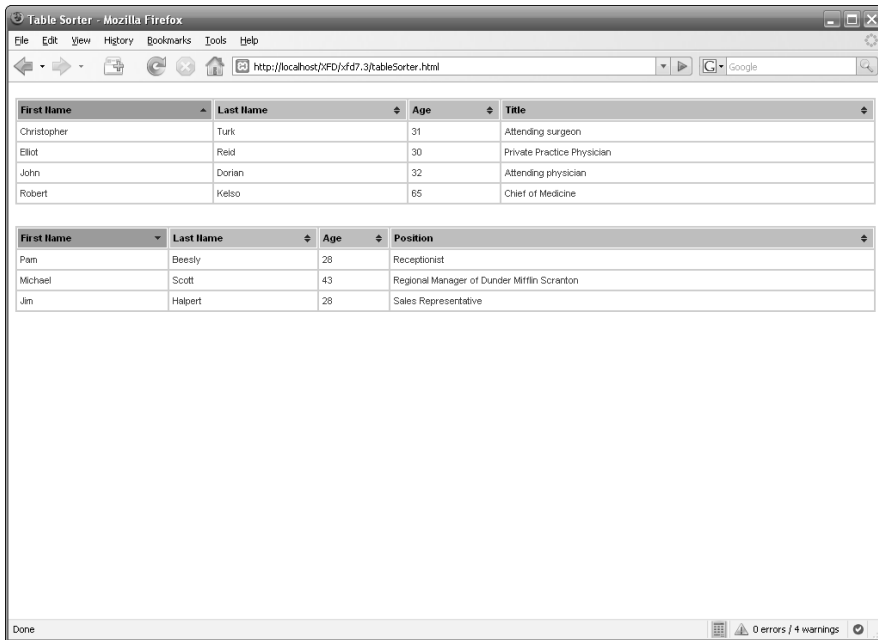 Table Sorter - Mozilla Firefox
File Edit View History Bookmarks Tools Help
http://localhost/XFD/xfd7.3/tableSorter.html G Google
First Name Last Name Age Title
Christopher Turk 31 Attending surgeon
Elliot Reid 30 Private Practice Physician
John Dorian 32 Attending physician
Robert Kelso 65 Chief of Medicine
First Name Last Name Age Position
Pam Beesly 28 Receptionist
Michael Scott 43 Regional Manager of Dunder Mifflin Scranton
Jim Halpert 28 Sales Representative
Done 0 errors / 4 warnings